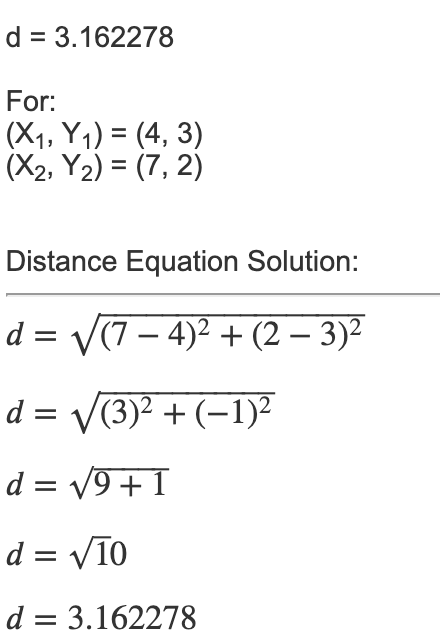 d = 3.162278
For:
(X₁, Y₁) = (4, 3)
(X₂, Y₂) = (7, 2)
Distance Equation Solution:
d = √(7 − 4)² + (2 − 3)²
d = √(3)² + (−1)²
d = √9 + 1
d = √10
d = 3.162278